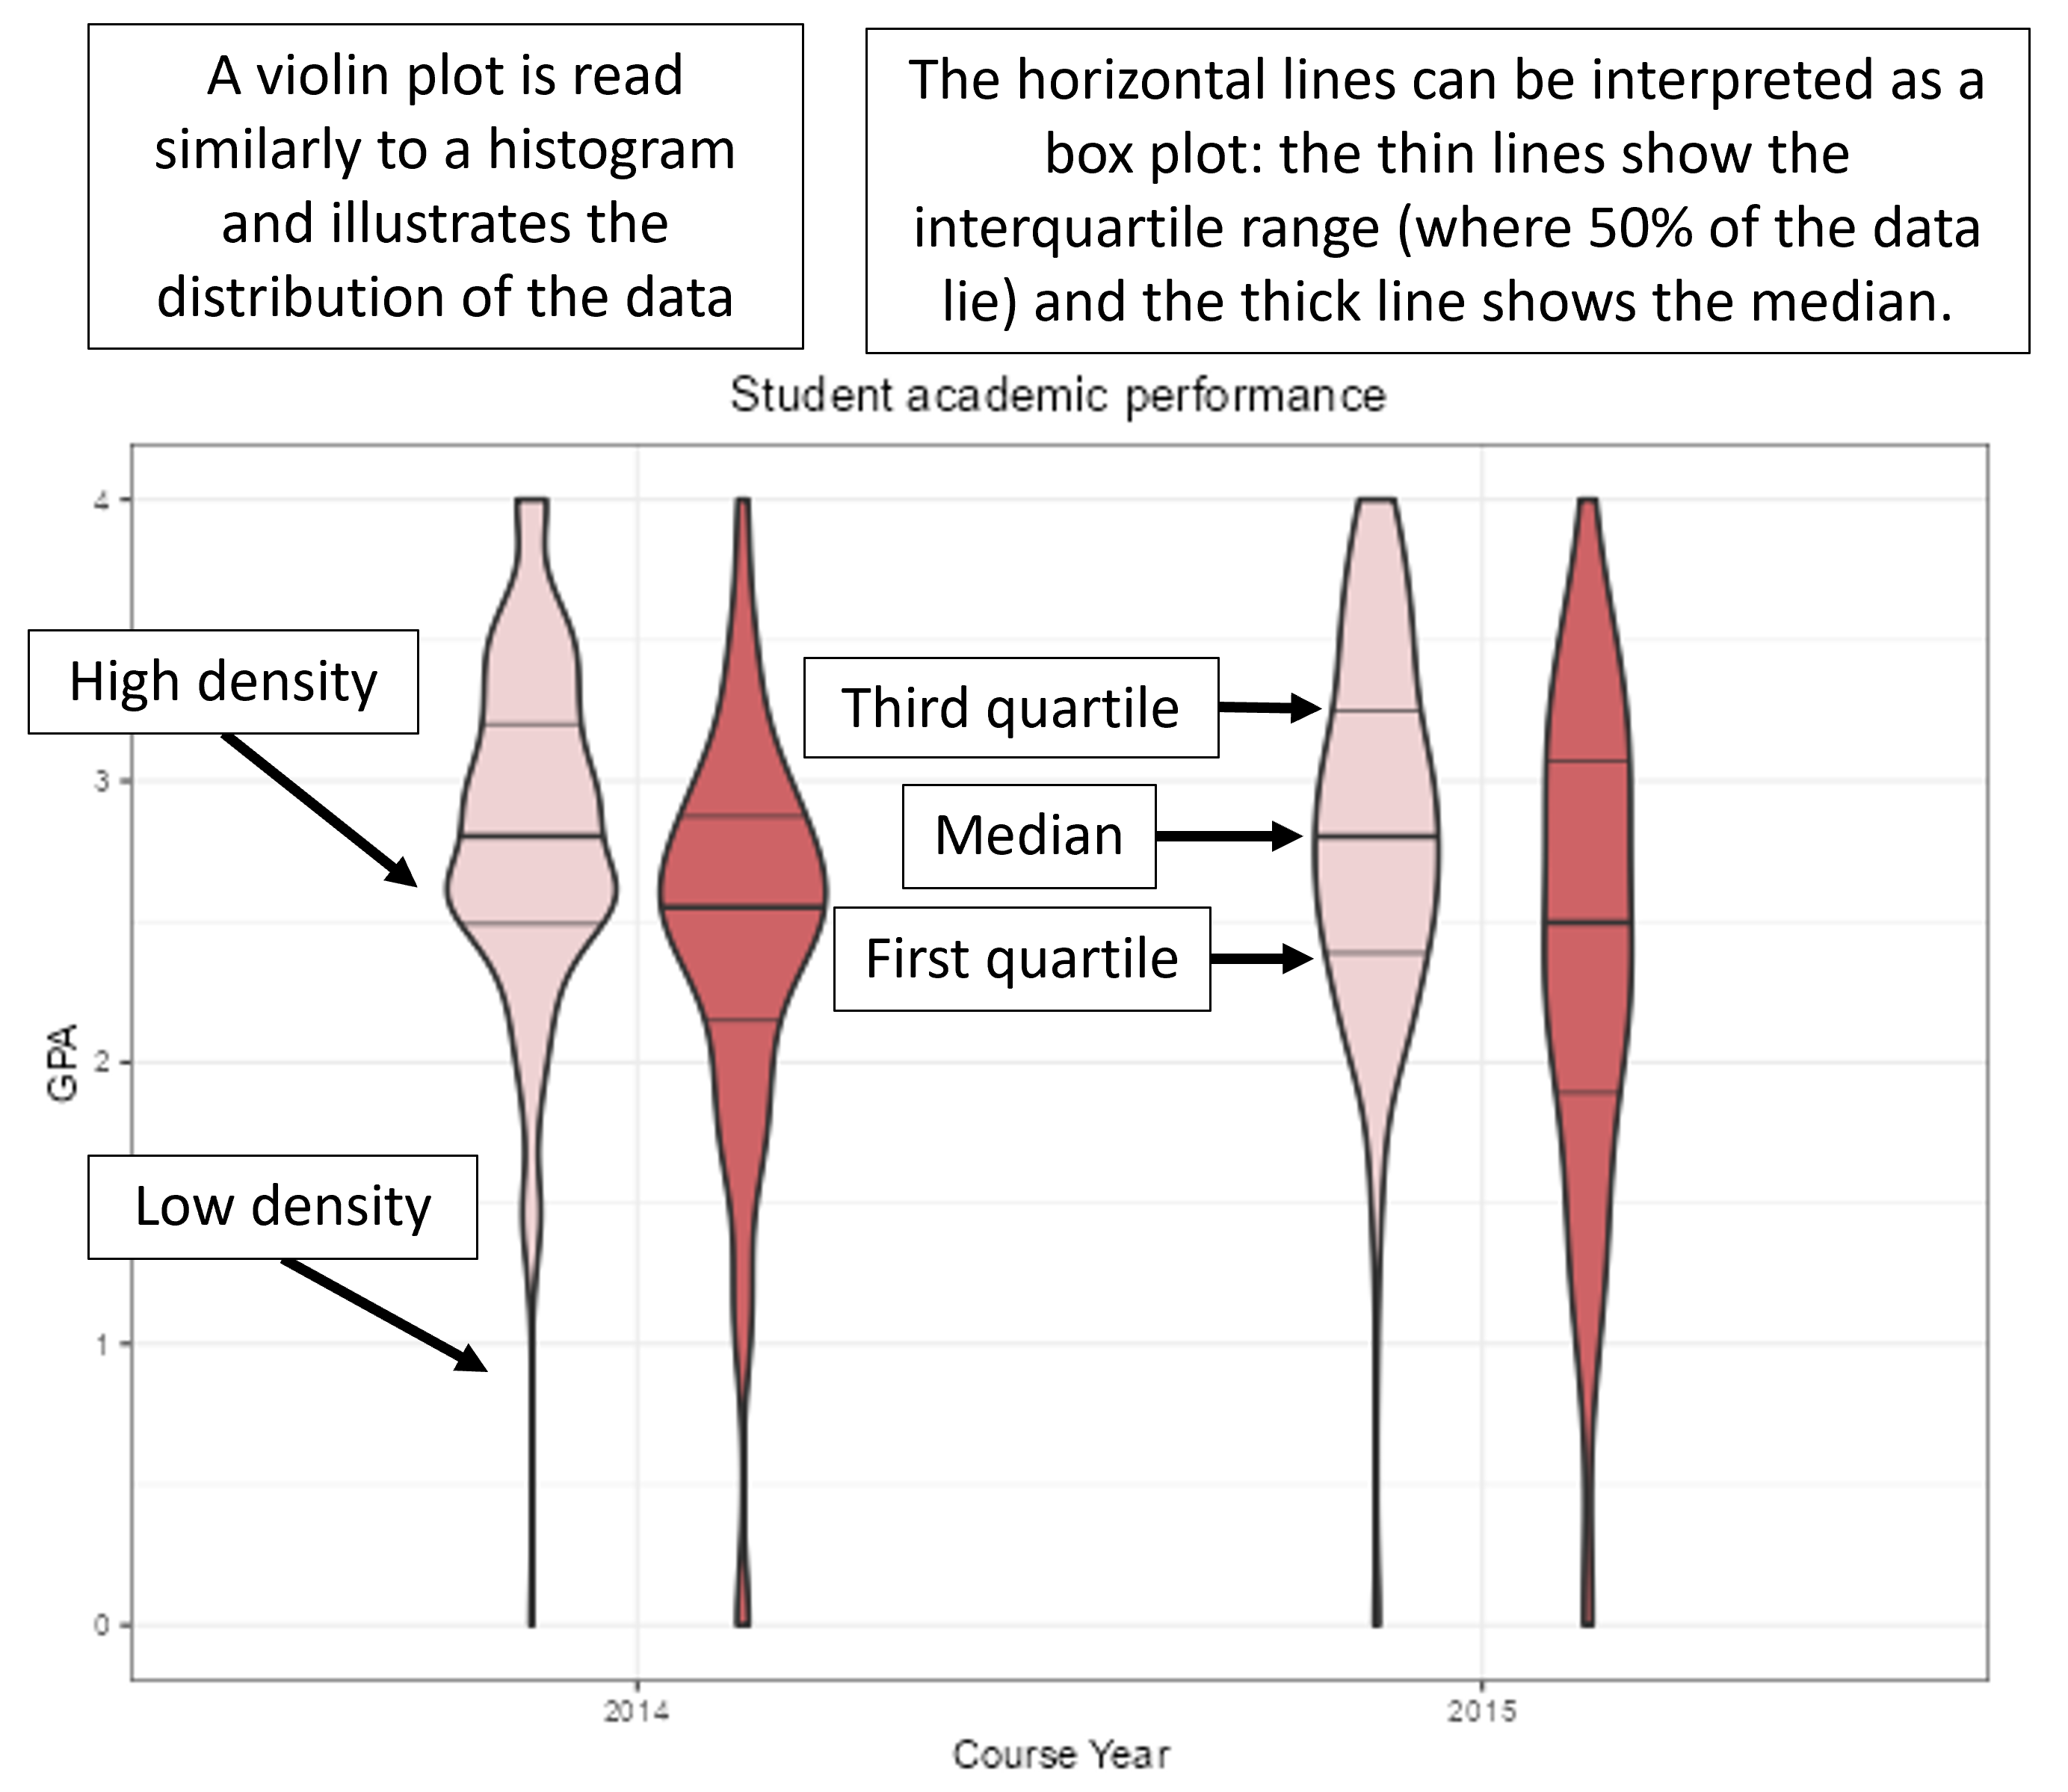 A violin plot is read
similarly to a histogram
and illustrates the
distribution of the data
The horizontal lines can be interpreted as a
box plot: the thin lines show the
interquartile range (where 50% of the data
lie) and the thick line shows the median.
Student academic performance
4
High density
Third quartile
3
Median
First quartile
GPA
2
Low density
1
0
2014
2015
Course Year